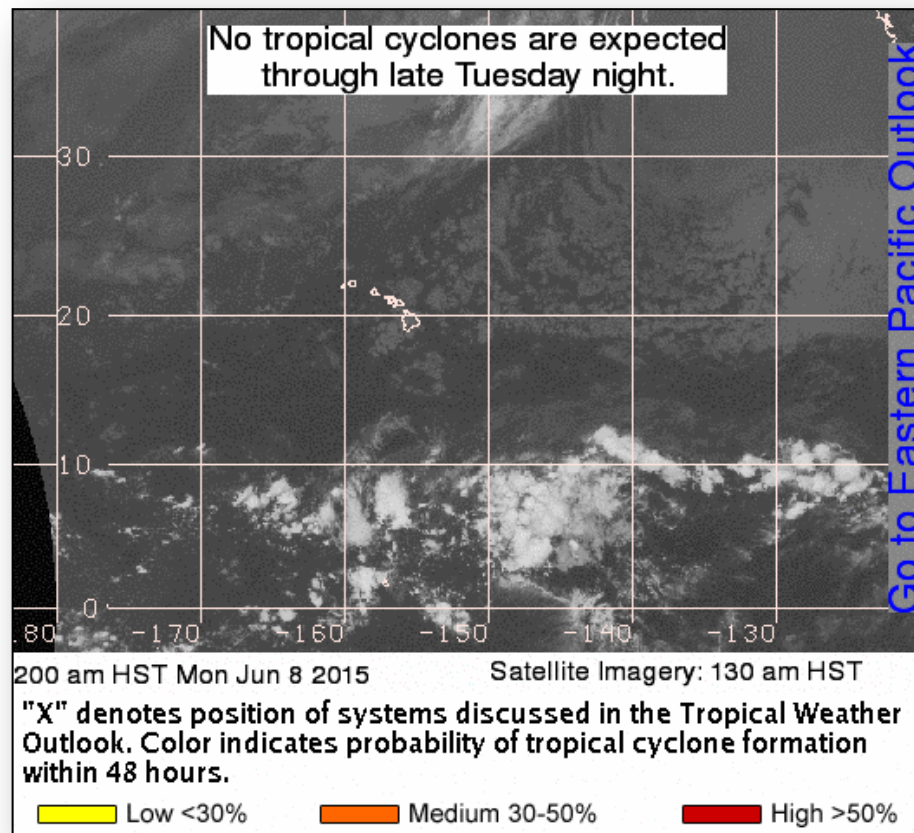 No tropical cyclones are expected
through late Tuesday night.
Go to Eastern Pacific Outlook
30
20
10
0
.80 -170 -160 -150 -140 -130
200 am HST Mon Jun 8 2015 Satellite Imagery: 130 am HST
"X" denotes position of systems discussed in the Tropical Weather
Outlook. Color indicates probability of tropical cyclone formation
within 48 hours.
Low <30% Medium 30-50% High >50%